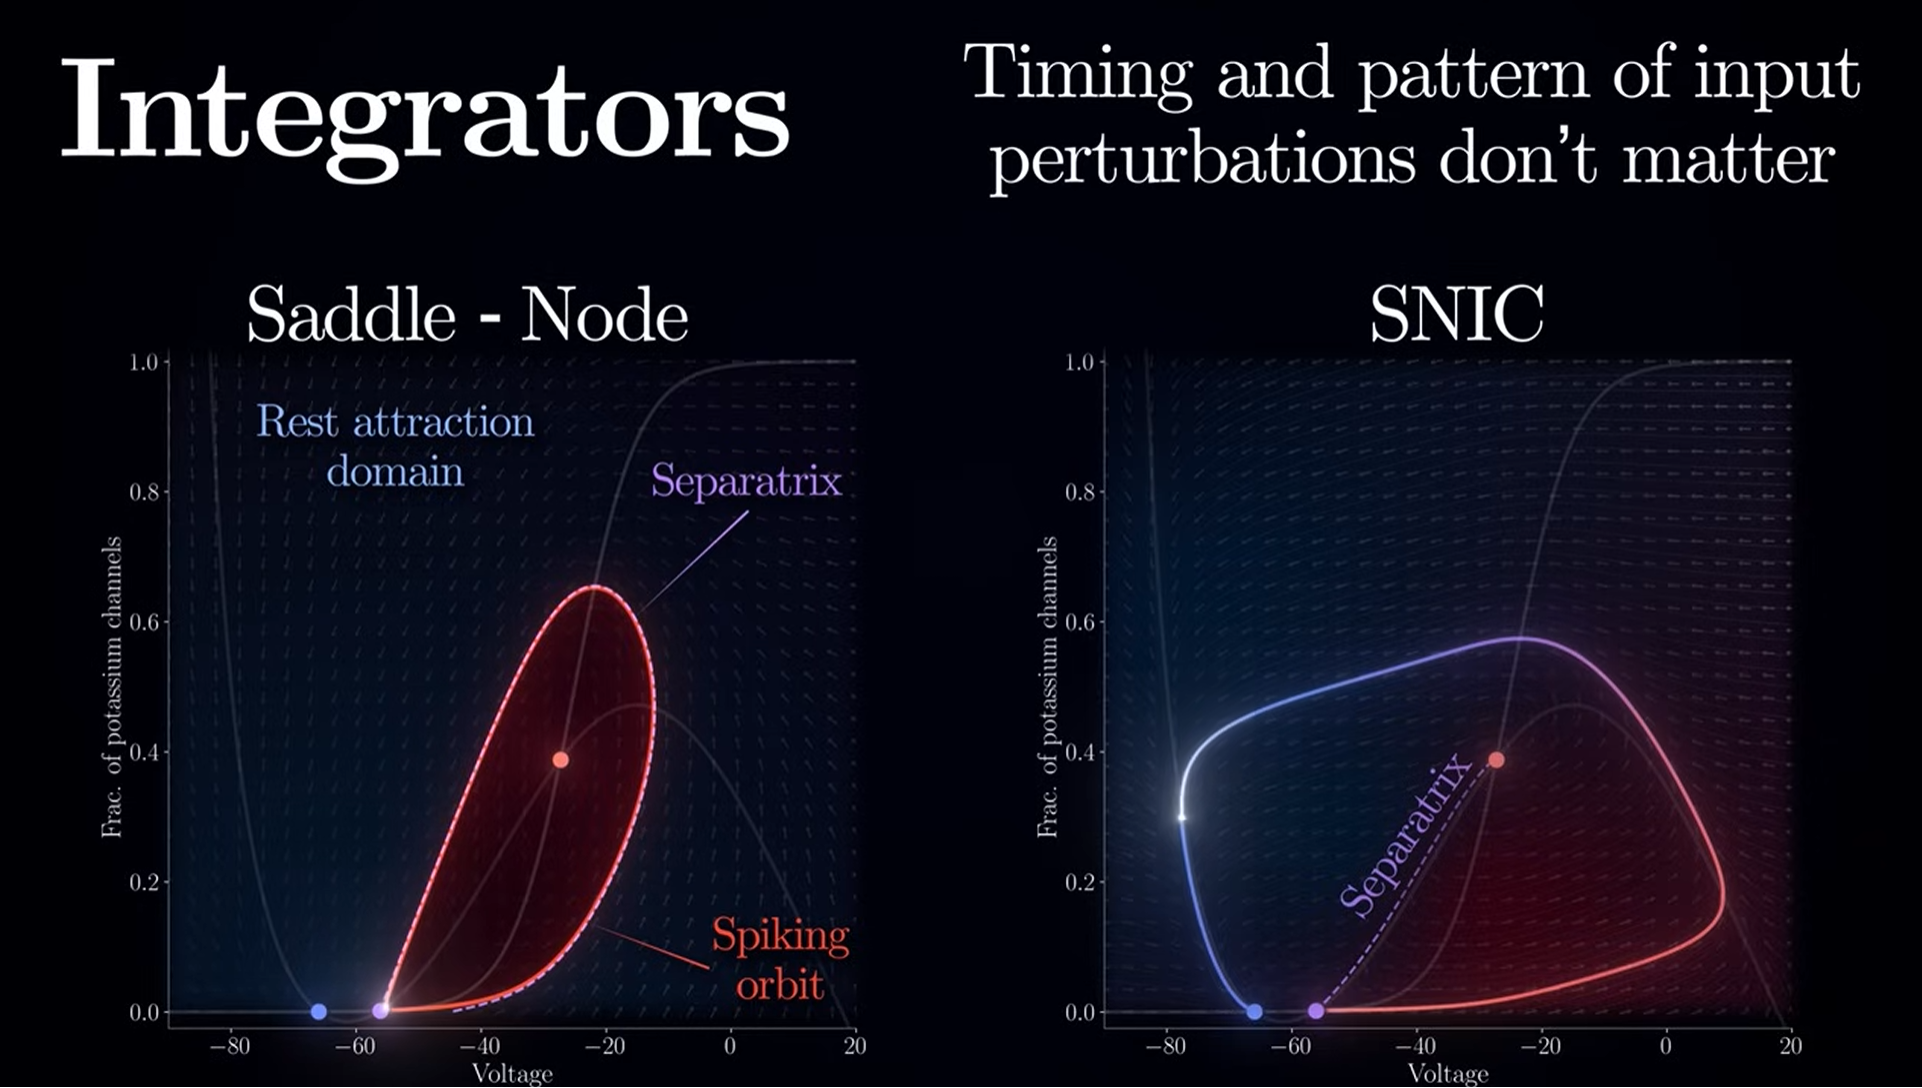 Integrators
Timing and pattern of input
perturbations don't matter
Saddle - Node
1.0
0.8
0.6
0.4
0.2
0.0
Frac. of potassium channels
Rest attraction
domain
Separatrix
Spiking
orbit
−80
−60
−40
−20
0
20
Voltage
SNIC
1.0
0.8
0.6
0.4
0.2
0.0
Frac. of potassium channels
Separatrix
−80
−60
−40
−20
0
20
Voltage